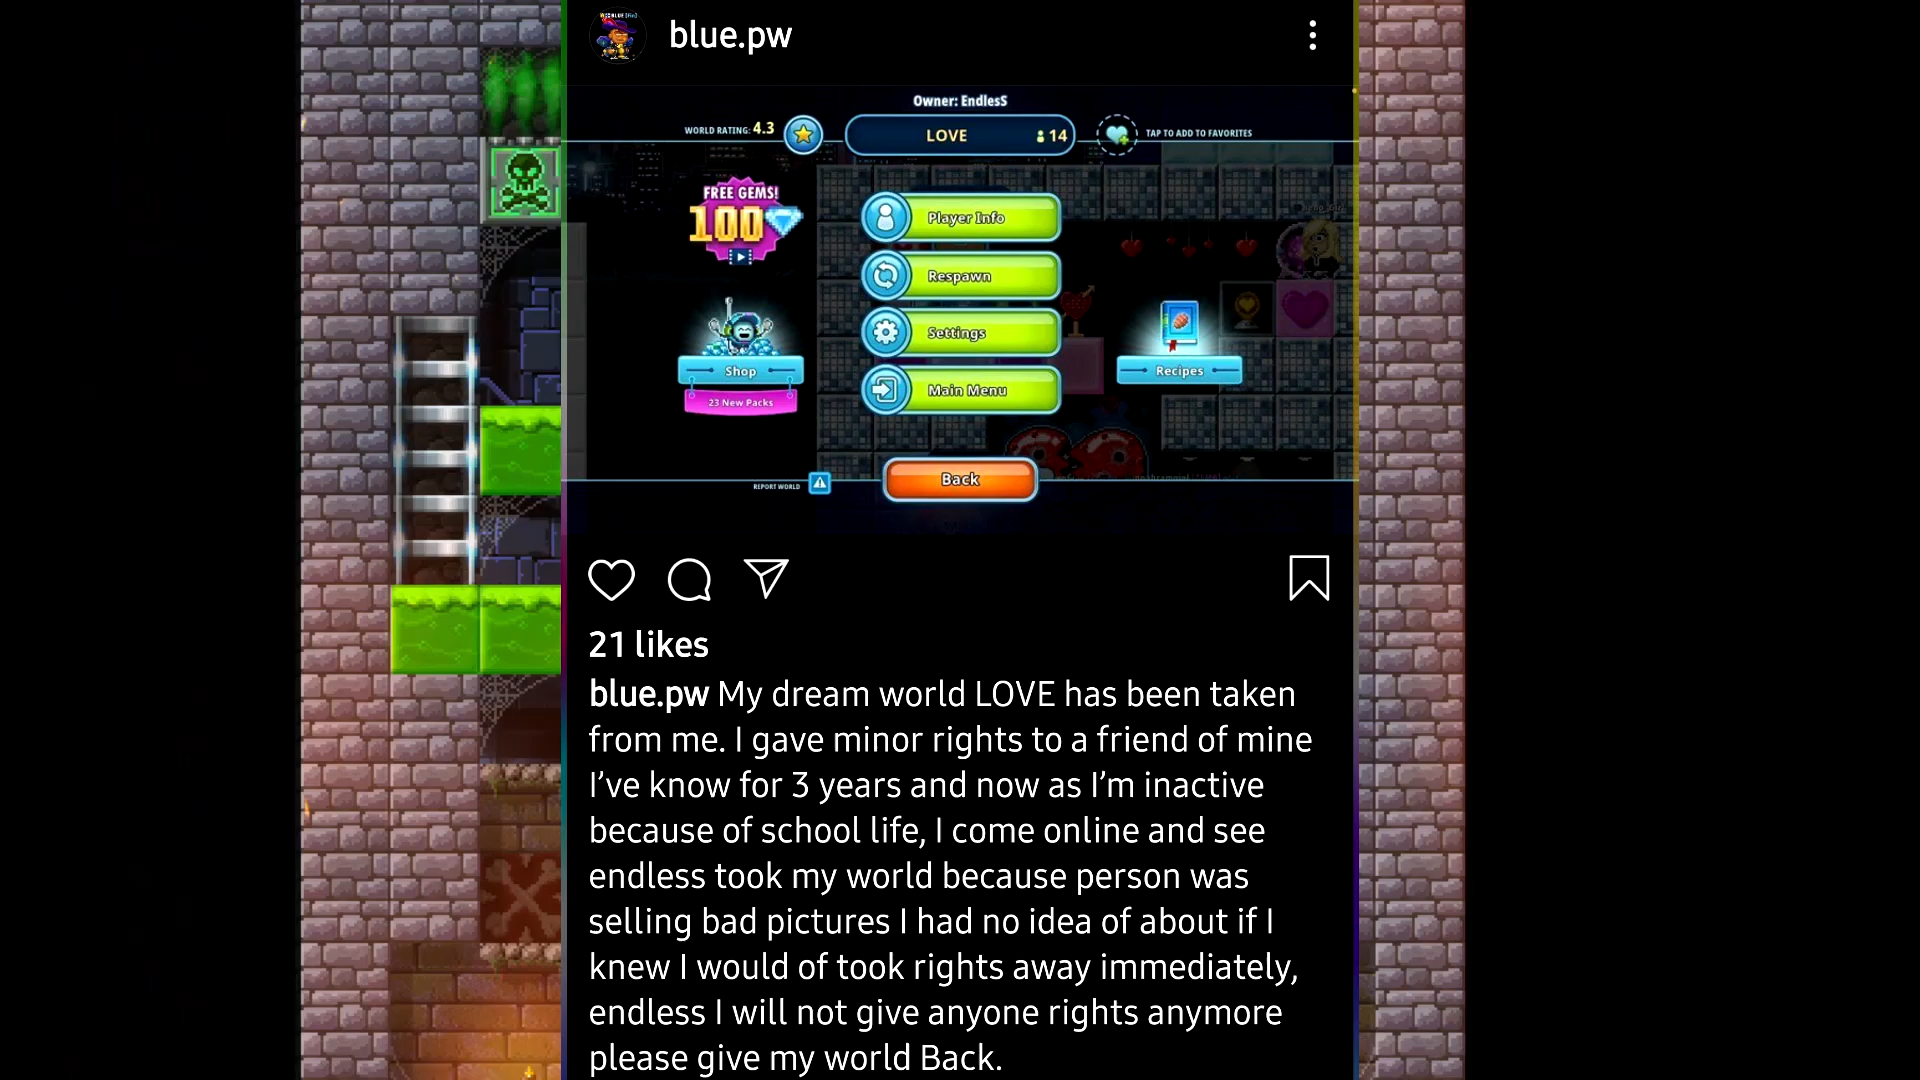 blue.pw
Owner: EndlesS
WORLD RATING: 4.3
LOVE
14
TAP TO ADD TO FAVORITES
FREE GEMS!
100
Player Info
Respawn
Settings
Main Menu
Shop
23 New Packs
Recipes
Back
REPORT WORLD
21 likes
blue.pw My dream world LOVE has been taken
from me. I gave minor rights to a friend of mine
I've know for 3 years and now as I'm inactive
because of school life, I come online and see
endless took my world because person was
selling bad pictures I had no idea of about if I
knew I would of took rights away immediately,
endless I will not give anyone rights anymore
please give my world Back.